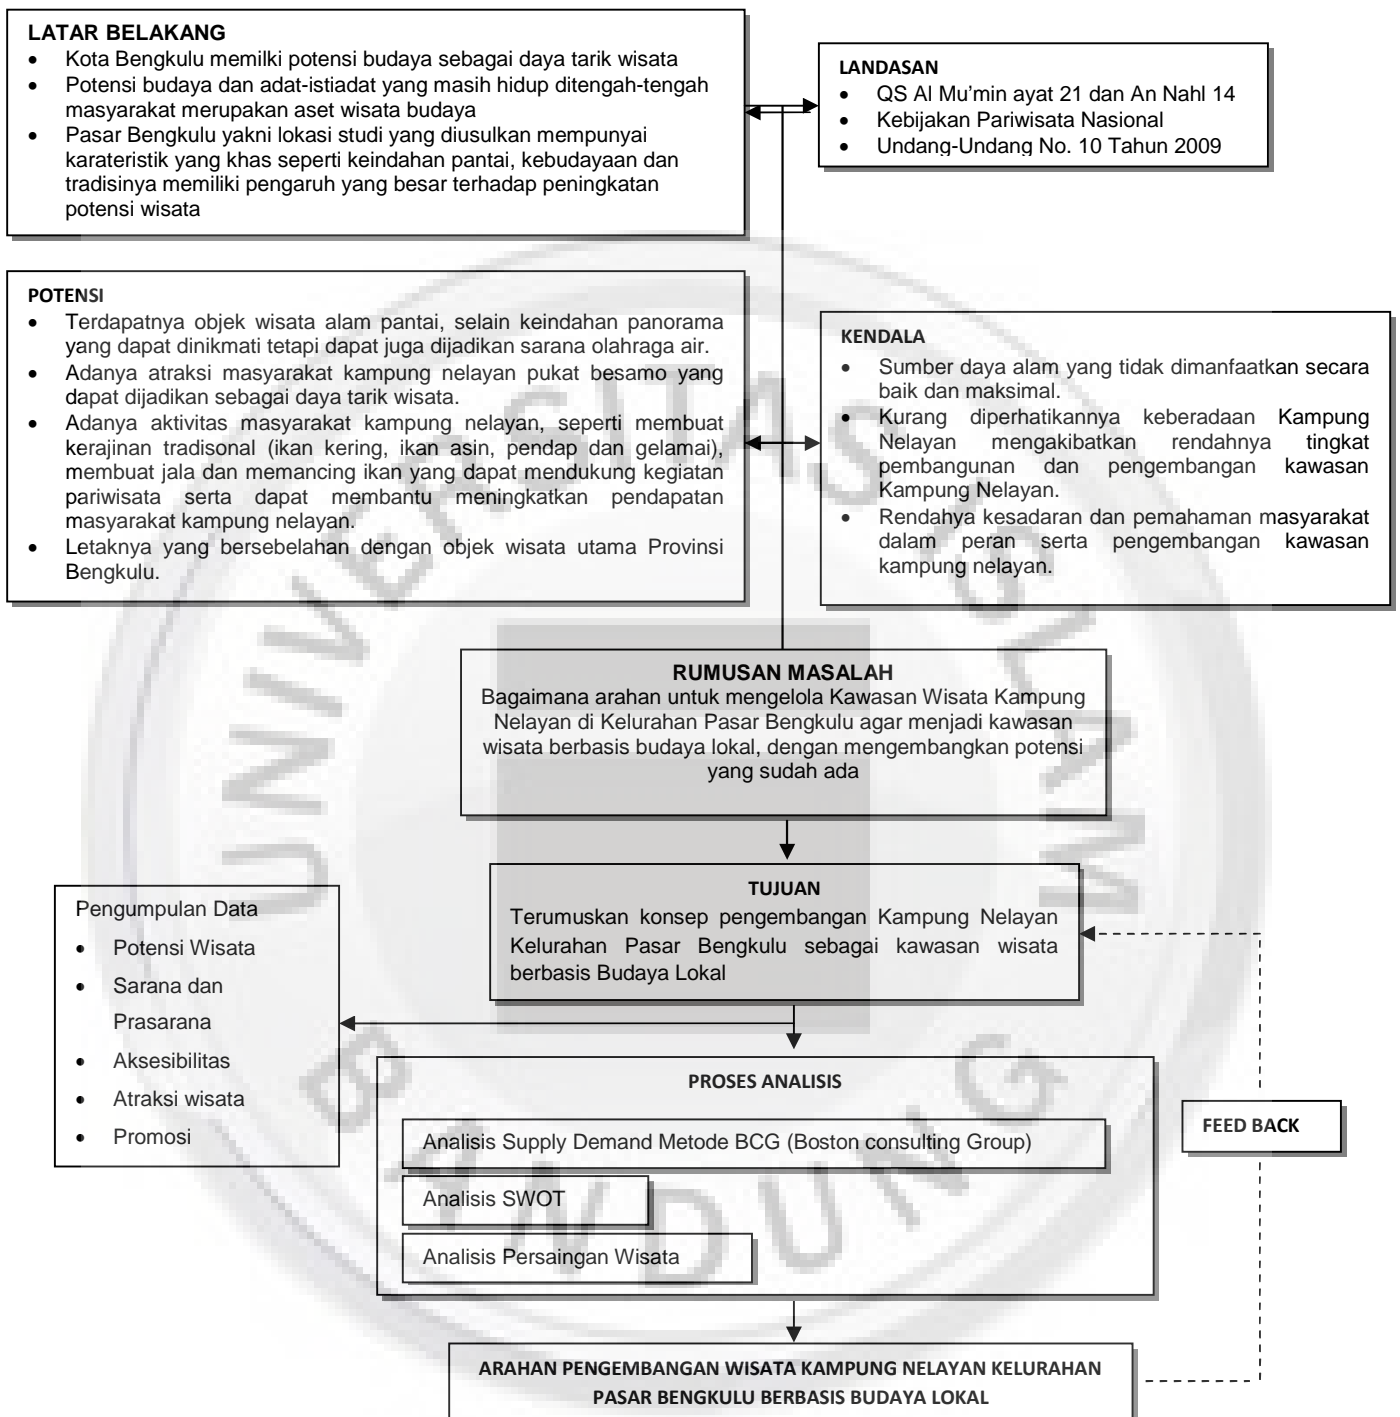 LATAR BELAKANG
• Kota Bengkulu memilki potensi budaya sebagai daya tarik wisata
• Potensi budaya dan adat-istiadat yang masih hidup ditengah-tengah
masyarakat merupakan aset wisata budaya
• Pasar Bengkulu yakni lokasi studi yang diusulkan mempunyai
karateristik yang khas seperti keindahan pantai, kebudayaan dan
tradisinya memiliki pengaruh yang besar terhadap peningkatan
potensi wisata
LANDASAN
• QS Al Mu’min ayat 21 dan An Nahl 14
• Kebijakan Pariwisata Nasional
• Undang-Undang No. 10 Tahun 2009
POTENSI
• Terdapatnya objek wisata alam pantai, selain keindahan panorama
yang dapat dinikmati tetapi dapat juga dijadikan sarana olahraga air.
• Adanya atraksi masyarakat kampung nelayan pukat besamo yang
dapat dijadikan sebagai daya tarik wisata.
• Adanya aktivitas masyarakat kampung nelayan, seperti membuat
kerajinan tradisonal (ikan kering, ikan asin, pendap dan gelamai),
membuat jala dan memancing ikan yang dapat mendukung kegiatan
pariwisata serta dapat membantu meningkatkan pendapatan
masyarakat kampung nelayan.
• Letaknya yang bersebelahan dengan objek wisata utama Provinsi
Bengkulu.
KENDALA
• Sumber daya alam yang tidak dimanfaatkan secara
baik dan maksimal.
• Kurang diperhatikannya keberadaan Kampung
Nelayan mengakibatkan rendahnya tingkat
pembangunan dan pengembangan kawasan
Kampung Nelayan.
• Rendahya kesadaran dan pemahaman masyarakat
dalam peran serta pengembangan kawasan
kampung nelayan.
RUMUSAN MASALAH
Bagaimana arahan untuk mengelola Kawasan Wisata Kampung
Nelayan di Kelurahan Pasar Bengkulu agar menjadi kawasan
wisata berbasis budaya lokal, dengan mengembangkan potensi
yang sudah ada
TUJUAN
Terumuskan konsep pengembangan Kampung Nelayan
Kelurahan Pasar Bengkulu sebagai kawasan wisata
berbasis Budaya Lokal
Pengumpulan Data
• Potensi Wisata
• Sarana dan
Prasarana
• Aksesibilitas
• Atraksi wisata
• Promosi
PROSES ANALISIS
Analisis Supply Demand Metode BCG (Boston consulting Group)
Analisis SWOT
Analisis Persaingan Wisata
FEED BACK
ARAHAN PENGEMBANGAN WISATA KAMPUNG NELAYAN KELURAHAN
PASAR BENGKULU BERBASIS BUDAYA LOKAL
UNIVERSITAS ISLAM
BANDUNG